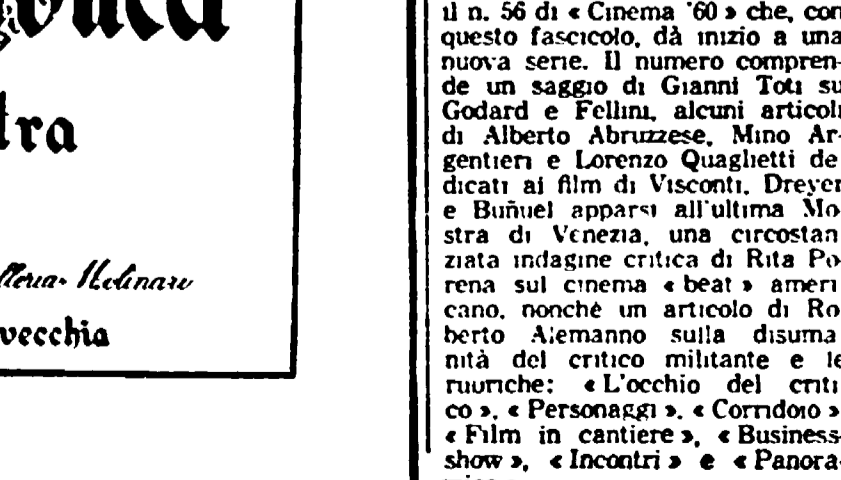 tra
vecchia
il n. 56 di « Cinema '60 » che, con
questo fascicolo, dà inizio a una
nuova serie. Il numero compren-
de un saggio di Gianni Toti su
Godard e Fellini, alcuni articoli
di Alberto Abruzzese, Mino Ar-
gentieri e Lorenzo Quaglietti de
dicati ai film di Visconti, Dreyer
e Buñuel apparsi all'ultima Mo
stra di Venezia, una circostan
ziata indagine critica di Rita Po-
rena sul cinema « beat » ameri
cano, nonché un articolo di Ro
berto Alemanno sulla disuma
nità del critico militante e le
rubriche: « L'occhio del criti
co », « Personaggi », « Corridoio »
« Film in cantiere », « Business-
show », « Incontri » e « Panora-